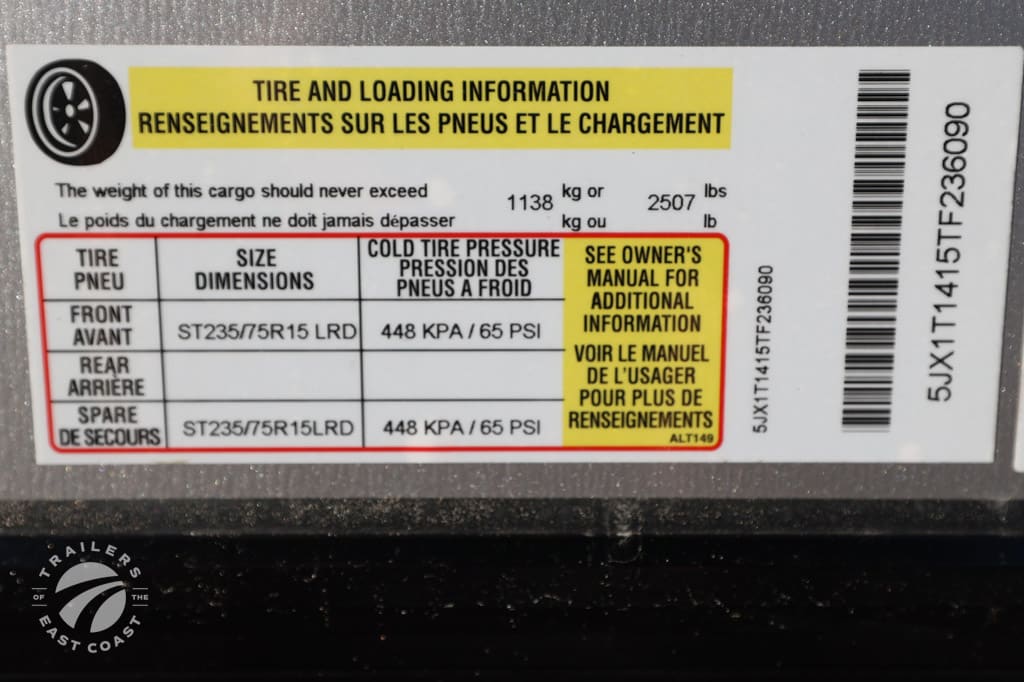 TIRE AND LOADING INFORMATION
RENSEIGNEMENTS SUR LES PNEUS ET LE CHARGEMENT
The weight of this cargo should never exceed 1138 kg or 2507 lbs
Le poids du chargement ne doit jamais dépasser kg ou lb
TIRE
PNEU
SIZE
DIMENSIONS
COLD TIRE PRESSURE
PRESSION DES
PNEUS A FROID
FRONT
AVANT
ST235/75R15 LRD
448 KPA / 65 PSI
REAR
ARRIÈRE
SPARE
DE SECOURS
ST235/75R15LRD
448 KPA / 65 PSI
SEE OWNER'S
MANUAL FOR
ADDITIONAL
INFORMATION
VOIR LE MANUEL
DE L'USAGER
POUR PLUS DE
RENSEIGNEMENTS
ALT149
5JX1T1415TF236090
5JX1T1415TF236090
TRAILERS
OF THE
EAST COAST